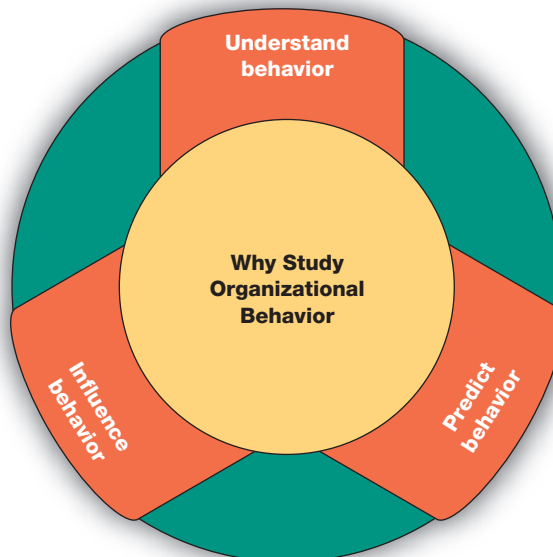 Understand
behavior
Why Study
Organizational
Behavior
Influence
behavior
Predict
behavior